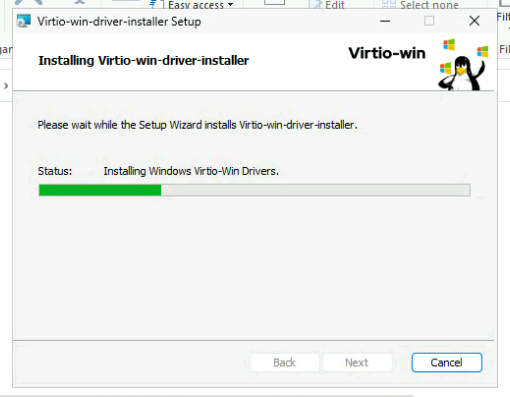 Easy access
Edit
Select none
Virtio-win-driver-installer Setup
Installing Virtio-win-driver-installer
Virtio-win
Please wait while the Setup Wizard installs Virtio-win-driver-installer.
Status: Installing Windows Virtio-Win Drivers.
Back Next Cancel